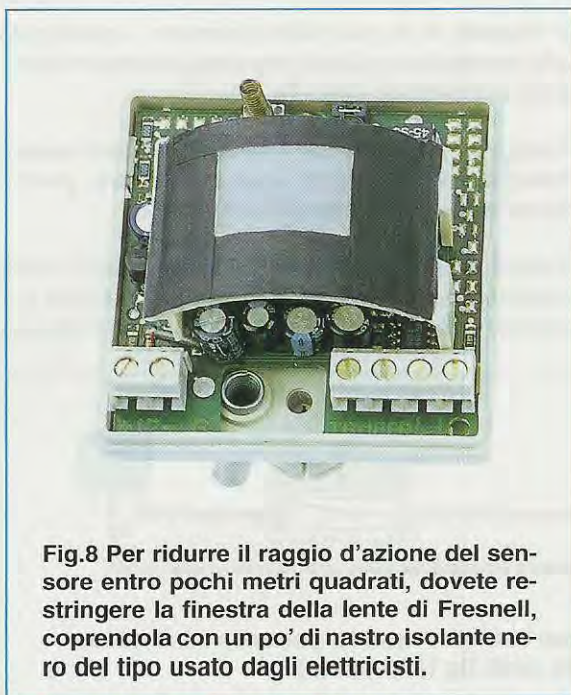 45-S
Fig.8 Per ridurre il raggio d'azione del sen-
sore entro pochi metri quadrati, dovete re-
stringere la finestra della lente di Fresnell,
coprendola con un po' di nastro isolante ne-
ro del tipo usato dagli elettricisti.